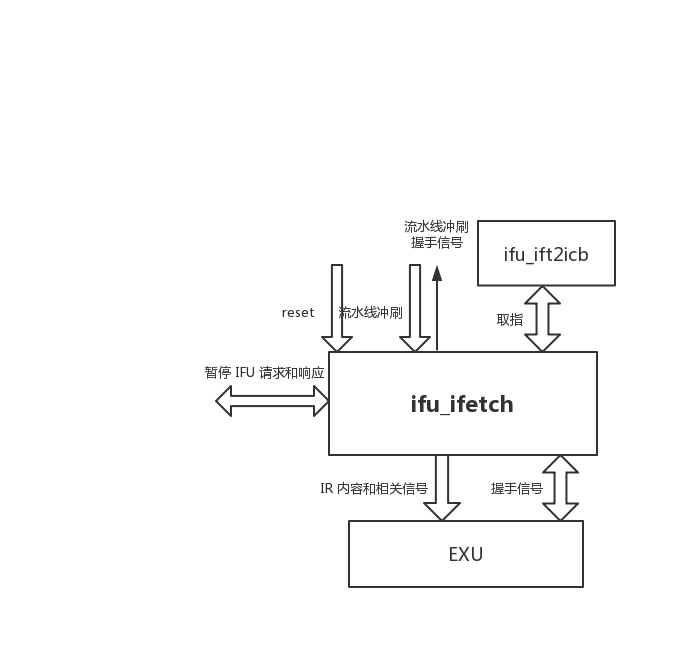 流水线冲刷
握手信号
ifu_ift2icb
reset
流水线冲刷
取指
暂停 IFU 请求和响应
ifu_ifetch
IR 内容和相关信号
握手信号
EXU